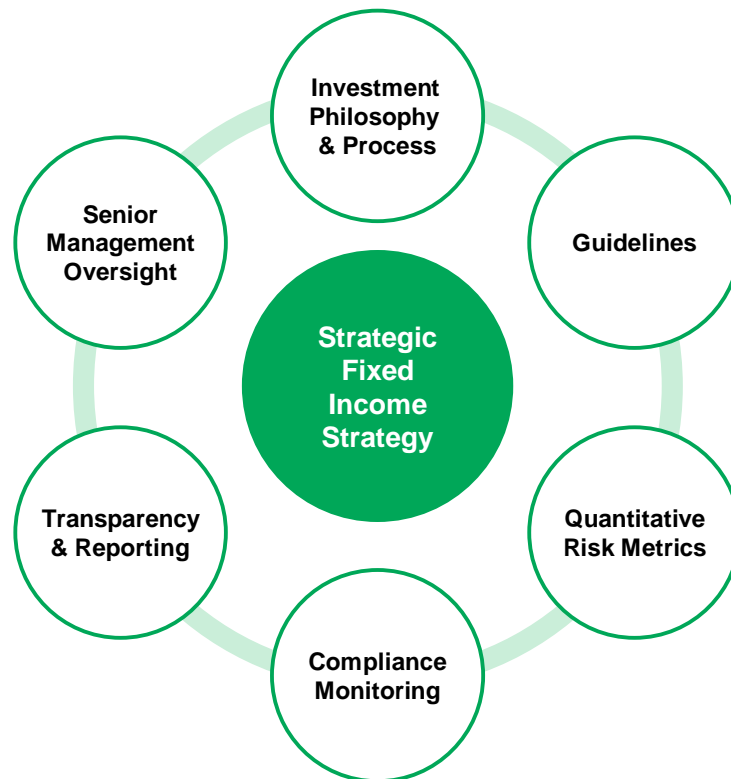 Investment
Philosophy
& Process
Senior
Management
Oversight
Guidelines
Strategic
Fixed
Income
Strategy
Transparency
& Reporting
Quantitative
Risk Metrics
Compliance
Monitoring